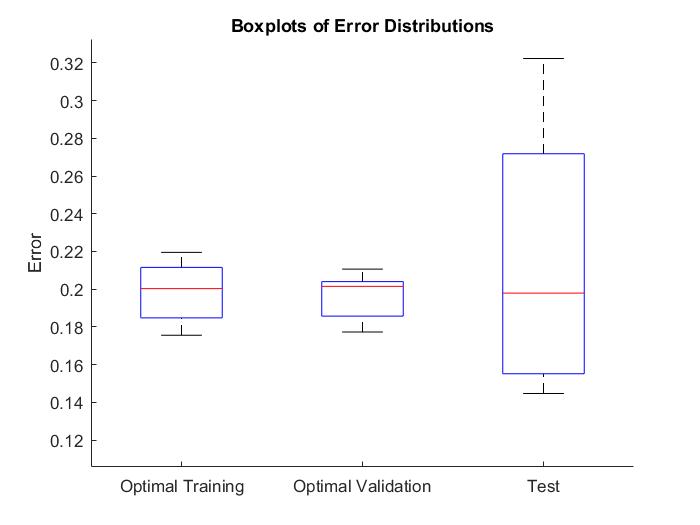 Boxplots of Error Distributions
0.32
0.3
0.28
0.26
0.24
0.22
0.2
0.18
0.16
0.14
0.12
Error
Optimal Training
Optimal Validation
Test